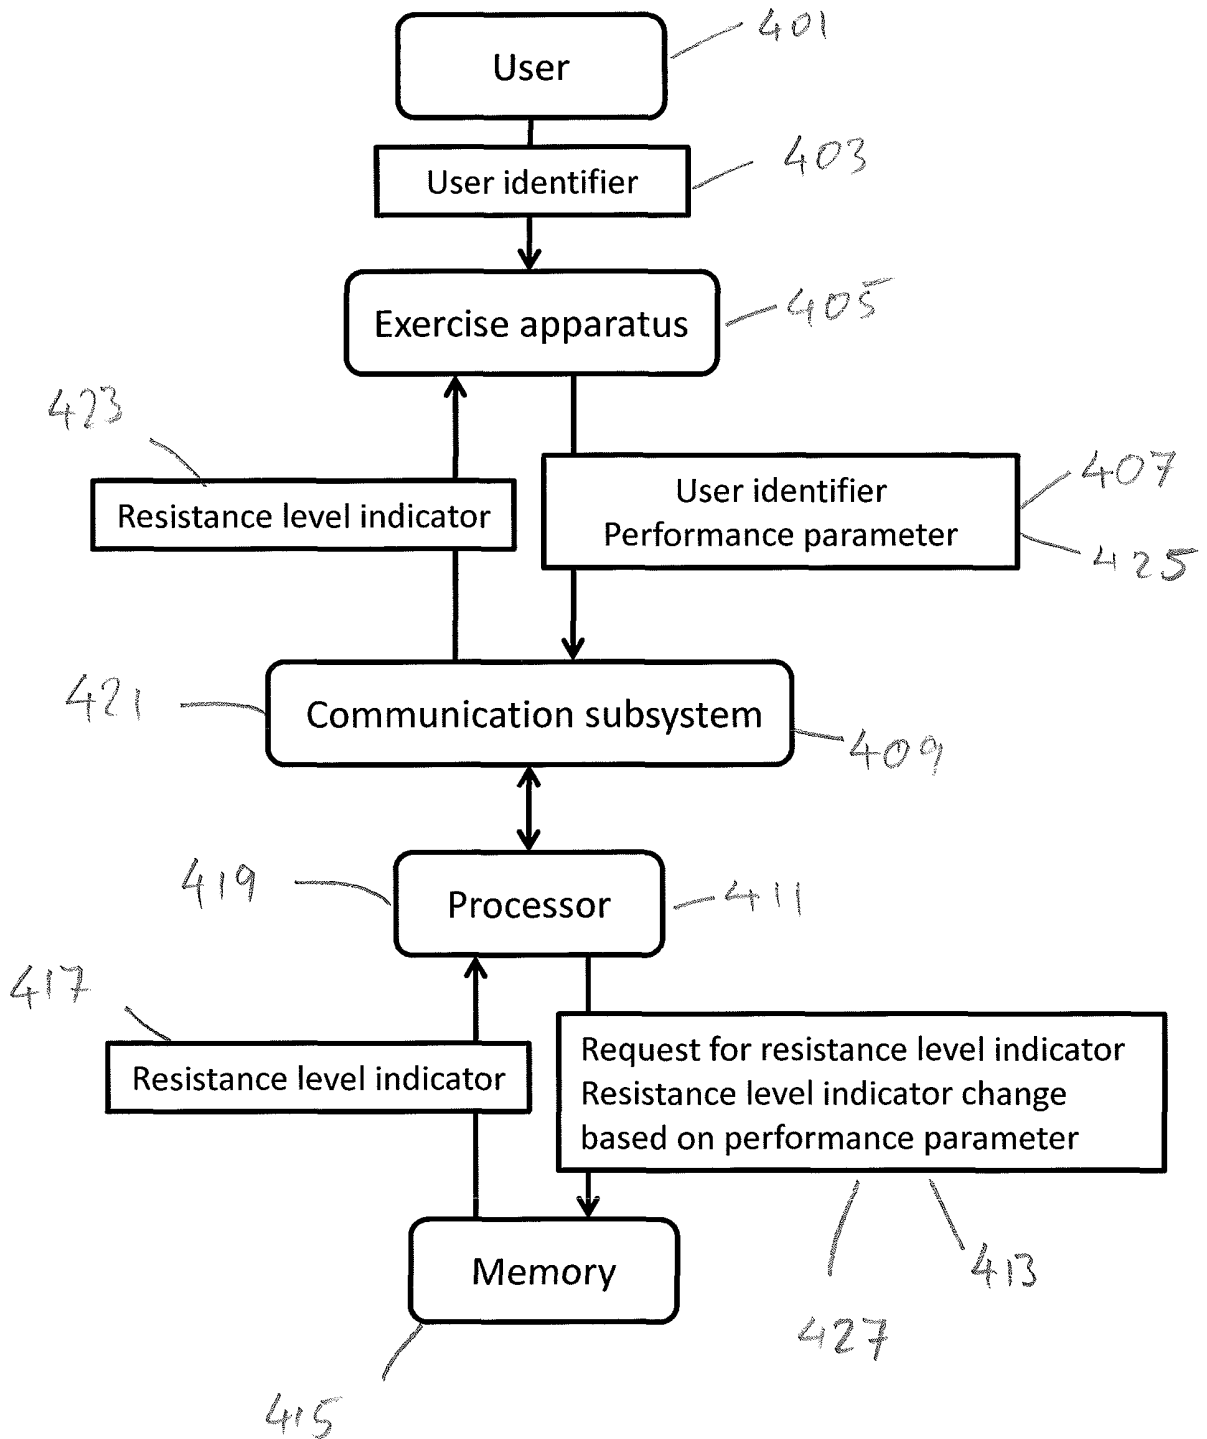 401
User
403
User identifier
405
Exercise apparatus
423
407
User identifier
Resistance level indicator
Performance parameter
425
421
Communication subsystem
409
419
Processor
411
417
Request for resistance level indicator
Resistance level indicator
Resistance level indicator change
based on performance parameter
Memory
413
427
415